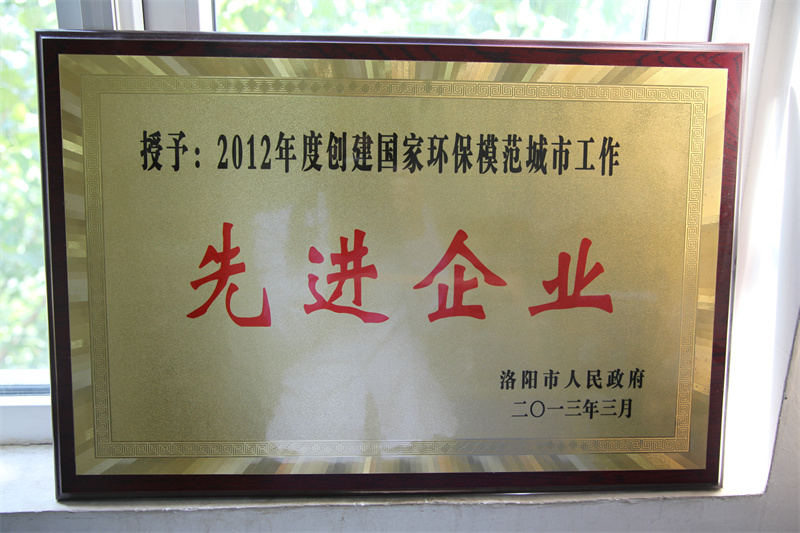 授予：2012年度创建国家环保模范城市工作
先进企业
洛阳市人民政府
二〇一三年三月